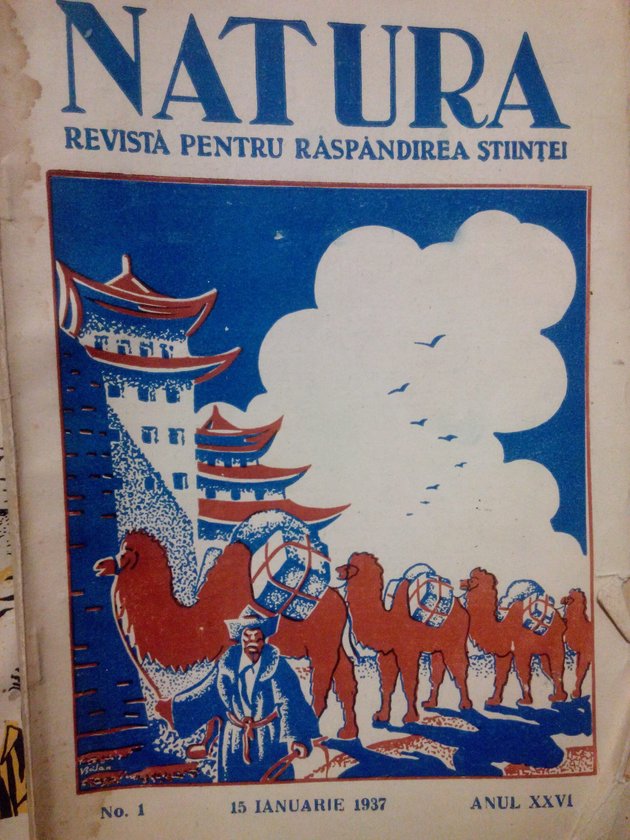 NATURA
REVISTĂ PENTRU RĂSPÂNDIREA ŞTIINŢEI
No. 1 15 IANUARIE 1937 ANUL XXVI